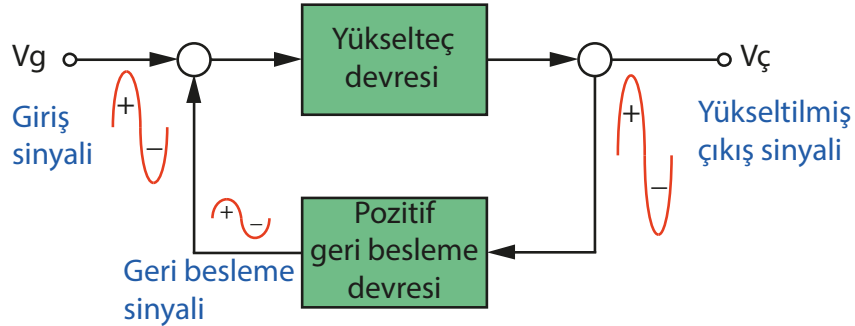 Vg
Yükselteç
devresi
Vç
+
−
Giriş
sinyali
+
−
Yükseltilmiş
çıkış sinyali
+
−
Pozitif
geri besleme
devresi
Geri besleme
sinyali